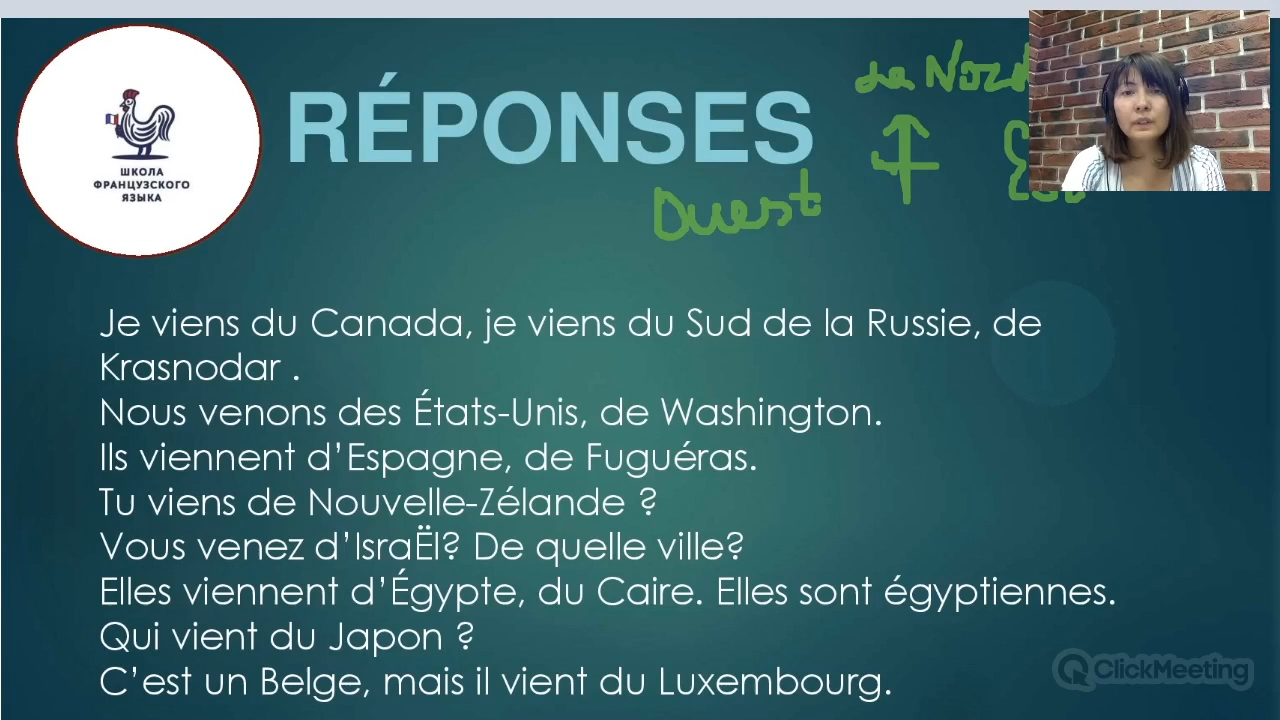 ШКОЛА
ФРАНЦУЗСКОГО
ЯЗЫКА
RÉPONSES
Ouest
Je viens du Canada, je viens du Sud de la Russie, de
Krasnodar .
Nous venons des États-Unis, de Washington.
Ils viennent d’Espagne, de Fuguéras.
Tu viens de Nouvelle-Zélande ?
Vous venez d’IsraËl? De quelle ville?
Elles viennent d’Égypte, du Caire. Elles sont égyptiennes.
Qui vient du Japon ?
C’est un Belge, mais il vient du Luxembourg.
ClickMeeting